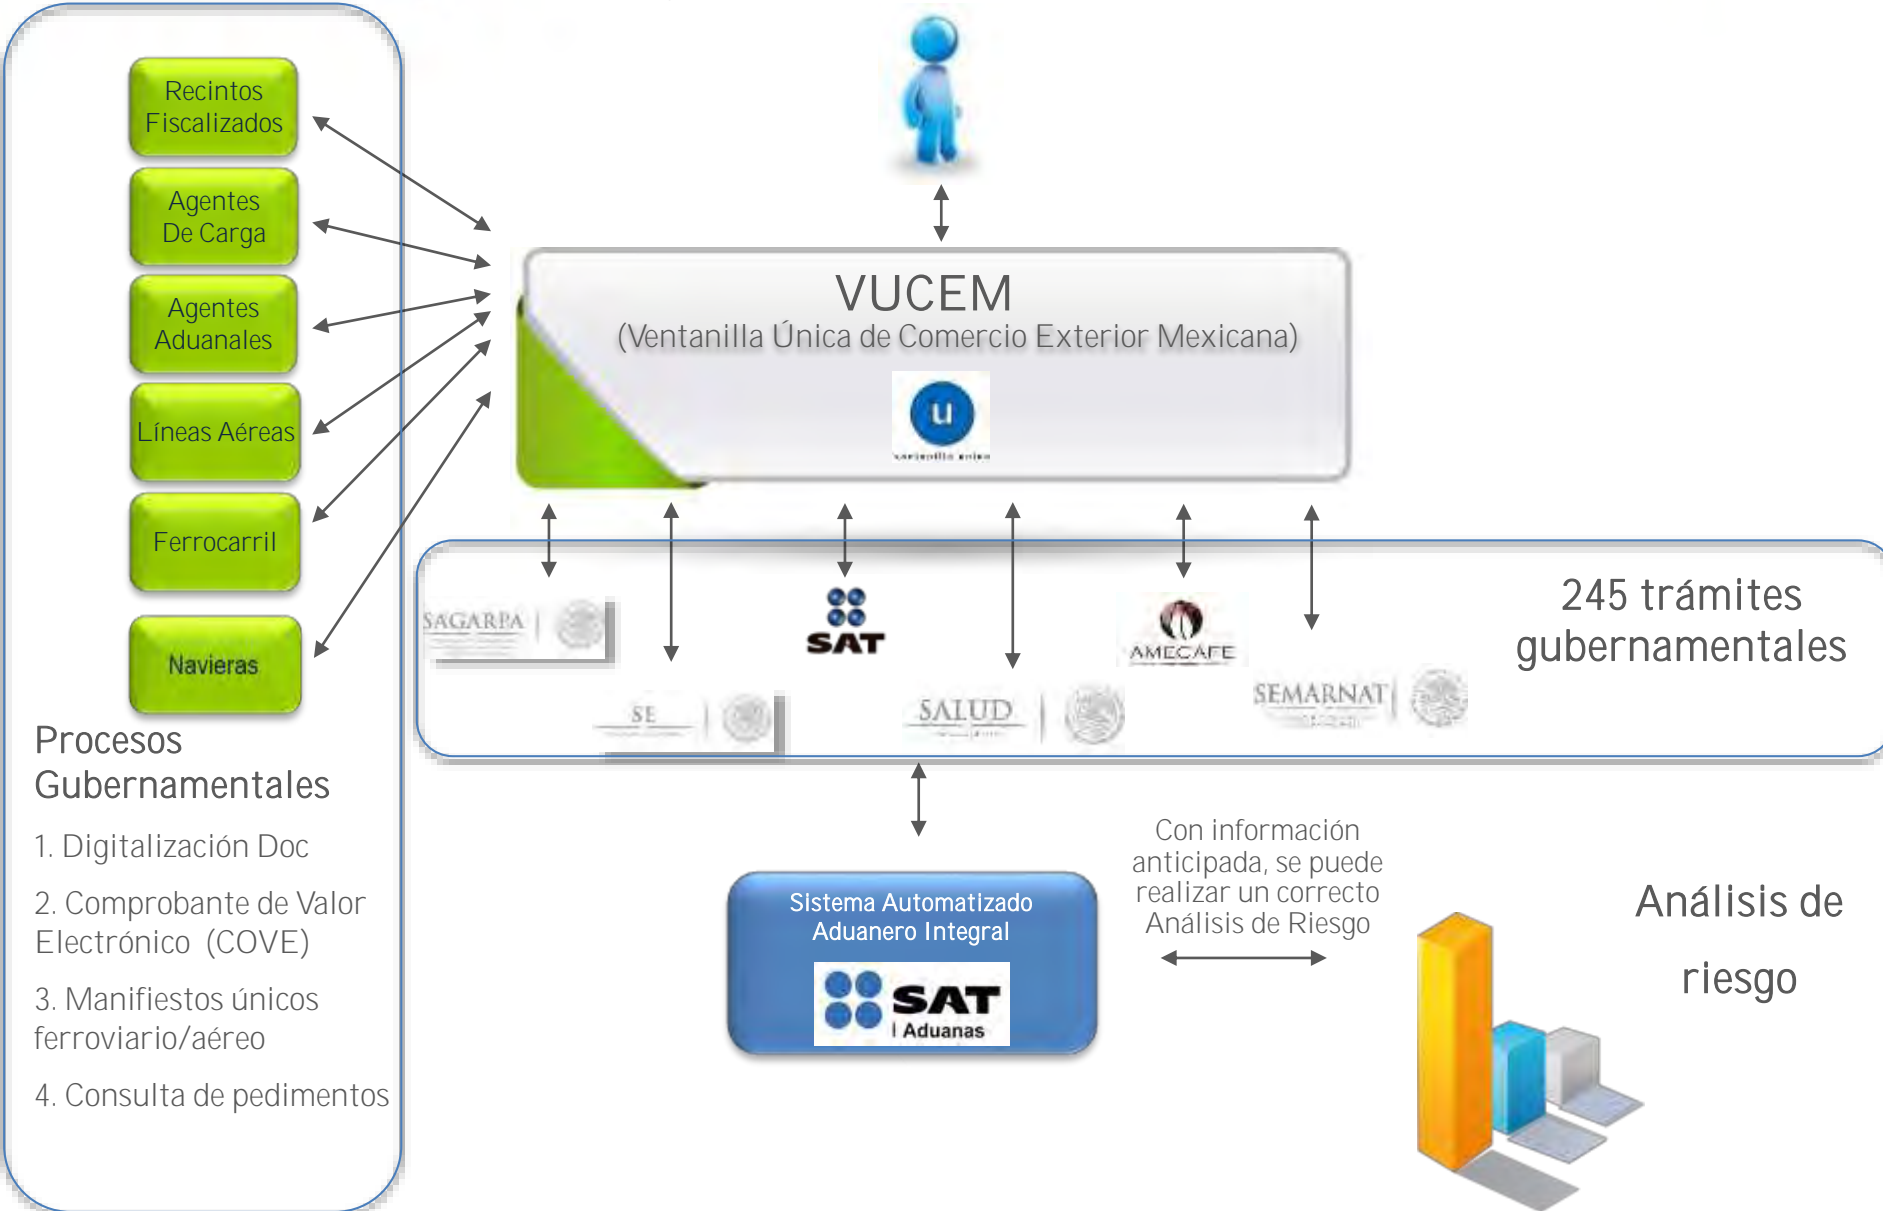 Recintos
Fiscalizados
Agentes
De Carga
Agentes
Aduanales
Líneas Aéreas
Ferrocarril
Navieras
Procesos
Gubernamentales
1. Digitalización Doc
2. Comprobante de Valor
Electrónico (COVE)
3. Manifiestos únicos
ferroviario/aéreo
4. Consulta de pedimentos
VUCEM
(Ventanilla Única de Comercio Exterior Mexicana)
u
ventanilla única
SAGARPA
SE
SAT
SALUD
AMECAFE
SEMARNAT
245 trámites
gubernamentales
Sistema Automatizado
Aduanero Integral
SAT
Aduanas
Con información
anticipada, se puede
realizar un correcto
Análisis de Riesgo
Análisis de
riesgo